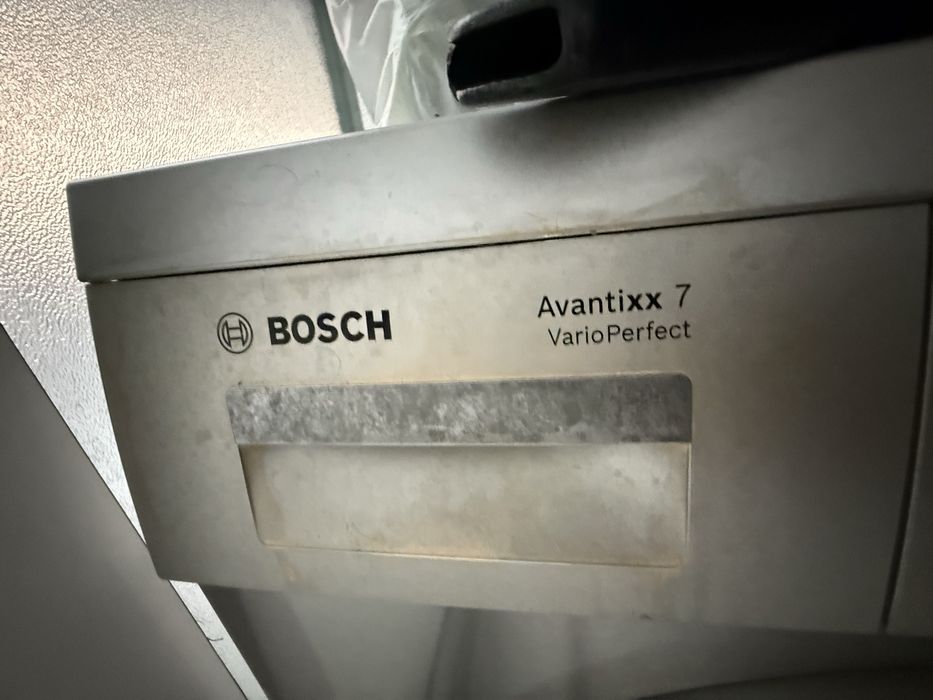 BOSCH
Avantixx 7
VarioPerfect